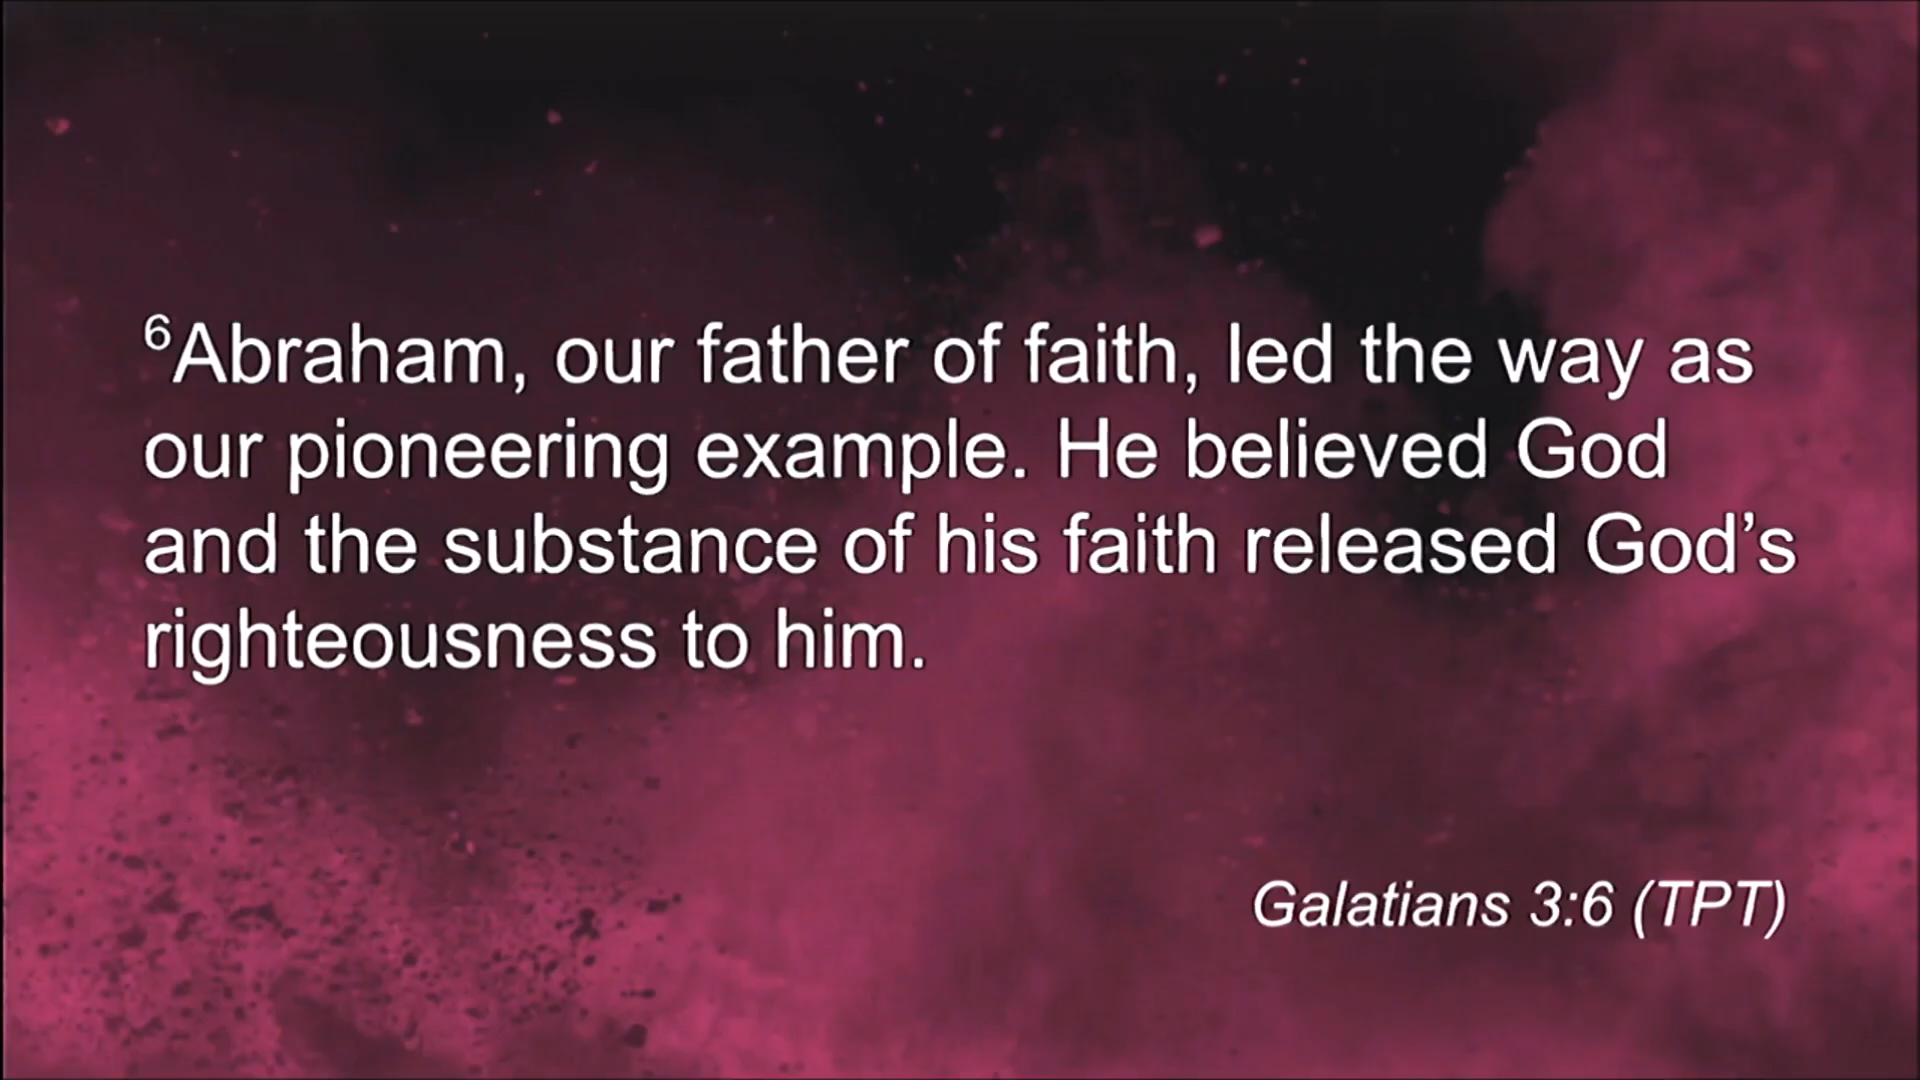 ⁶Abraham, our father of faith, led the way as
our pioneering example. He believed God
and the substance of his faith released God’s
righteousness to him.
Galatians 3:6 (TPT)